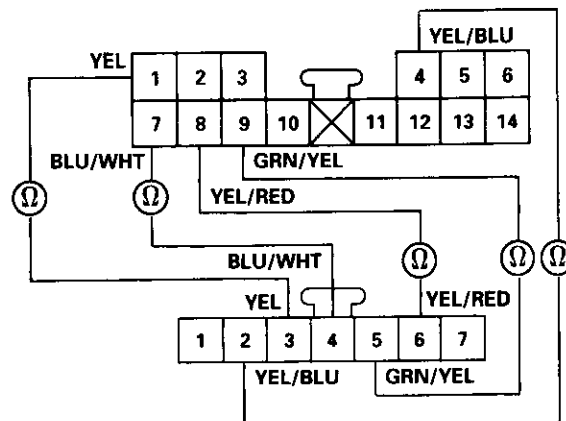 YEL/BLU
YEL
1 2 3 4 5 6
7 8 9 10 11 12 13 14
BLU/WHT GRN/YEL
YEL/RED
Ω Ω Ω Ω Ω
BLU/WHT
YEL YEL/RED
1 2 3 4 5 6 7
YEL/BLU GRN/YEL